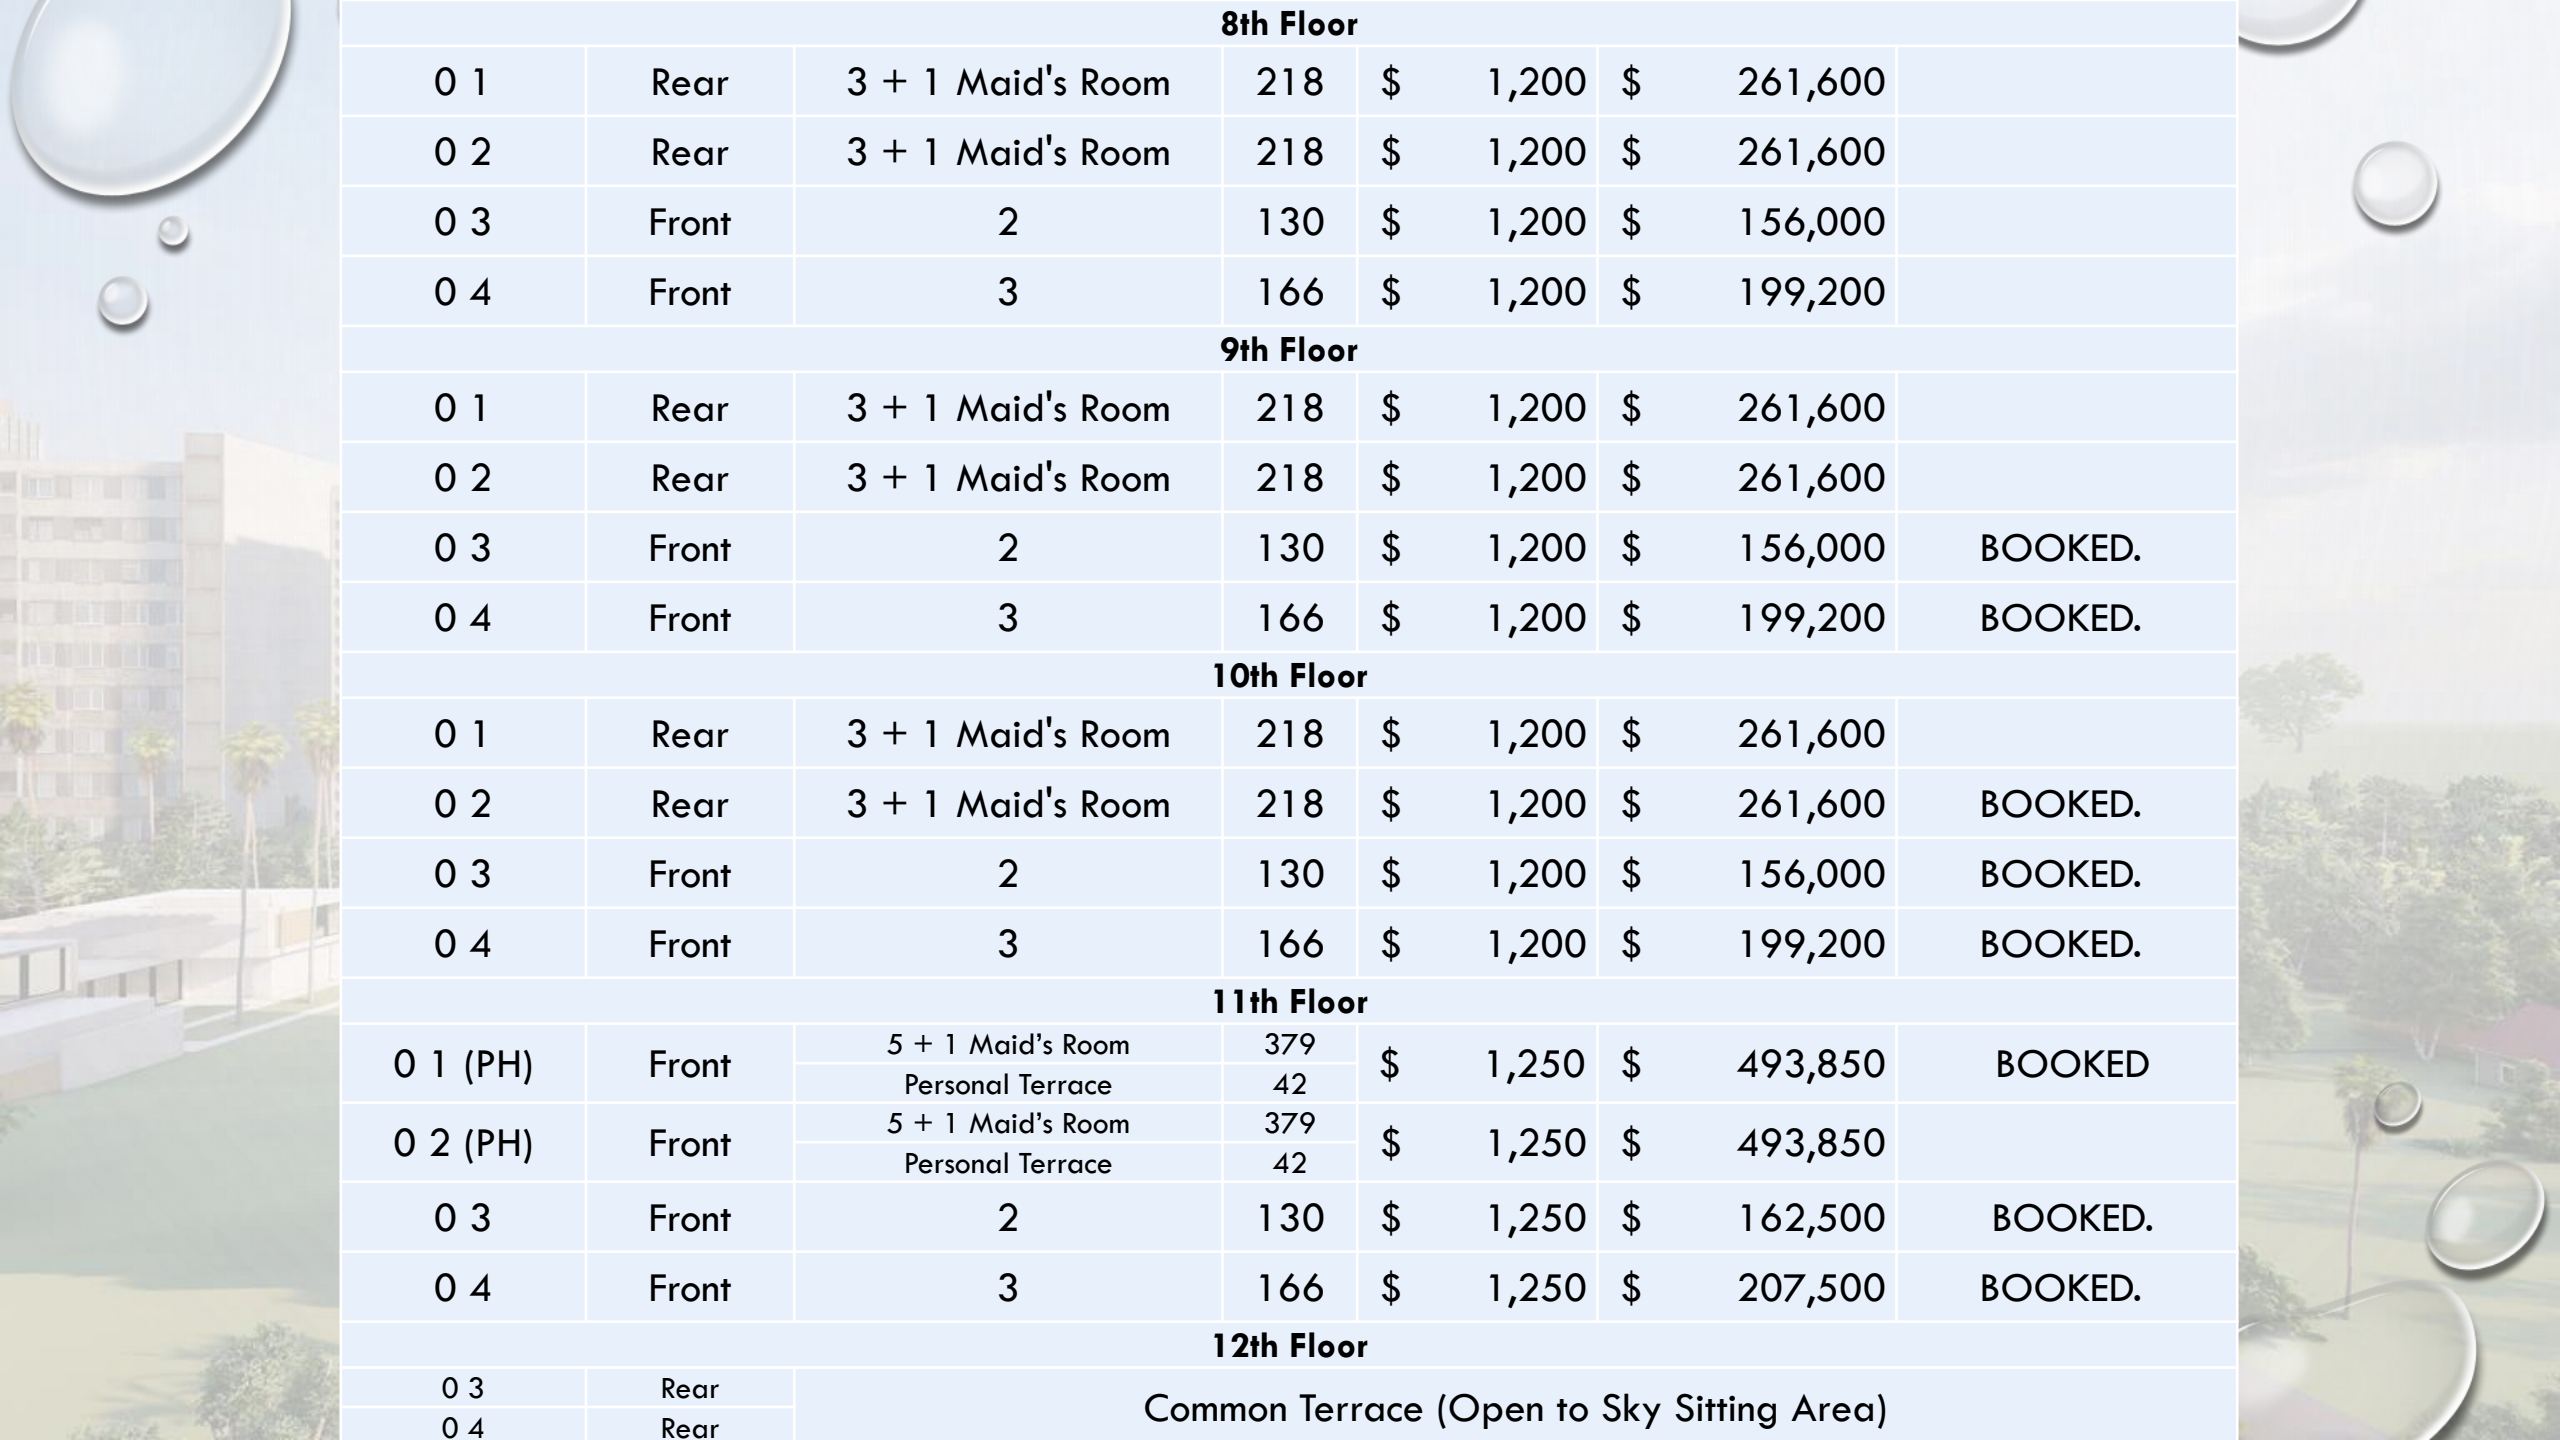 8th Floor
0 1 Rear 3 + 1 Maid's Room 218 $ 1,200 $ 261,600
0 2 Rear 3 + 1 Maid's Room 218 $ 1,200 $ 261,600
0 3 Front 2 130 $ 1,200 $ 156,000
0 4 Front 3 166 $ 1,200 $ 199,200
9th Floor
0 1 Rear 3 + 1 Maid's Room 218 $ 1,200 $ 261,600
0 2 Rear 3 + 1 Maid's Room 218 $ 1,200 $ 261,600
0 3 Front 2 130 $ 1,200 $ 156,000 BOOKED.
0 4 Front 3 166 $ 1,200 $ 199,200 BOOKED.
10th Floor
0 1 Rear 3 + 1 Maid's Room 218 $ 1,200 $ 261,600
0 2 Rear 3 + 1 Maid's Room 218 $ 1,200 $ 261,600 BOOKED.
0 3 Front 2 130 $ 1,200 $ 156,000 BOOKED.
0 4 Front 3 166 $ 1,200 $ 199,200 BOOKED.
11th Floor
0 1 (PH) Front 5 + 1 Maid’s Room 379 $ 1,250 $ 493,850 BOOKED
Personal Terrace 42
0 2 (PH) Front 5 + 1 Maid’s Room 379 $ 1,250 $ 493,850
Personal Terrace 42
0 3 Front 2 130 $ 1,250 $ 162,500 BOOKED.
0 4 Front 3 166 $ 1,250 $ 207,500 BOOKED.
12th Floor
0 3 Rear Common Terrace (Open to Sky Sitting Area)
0 4 Rear